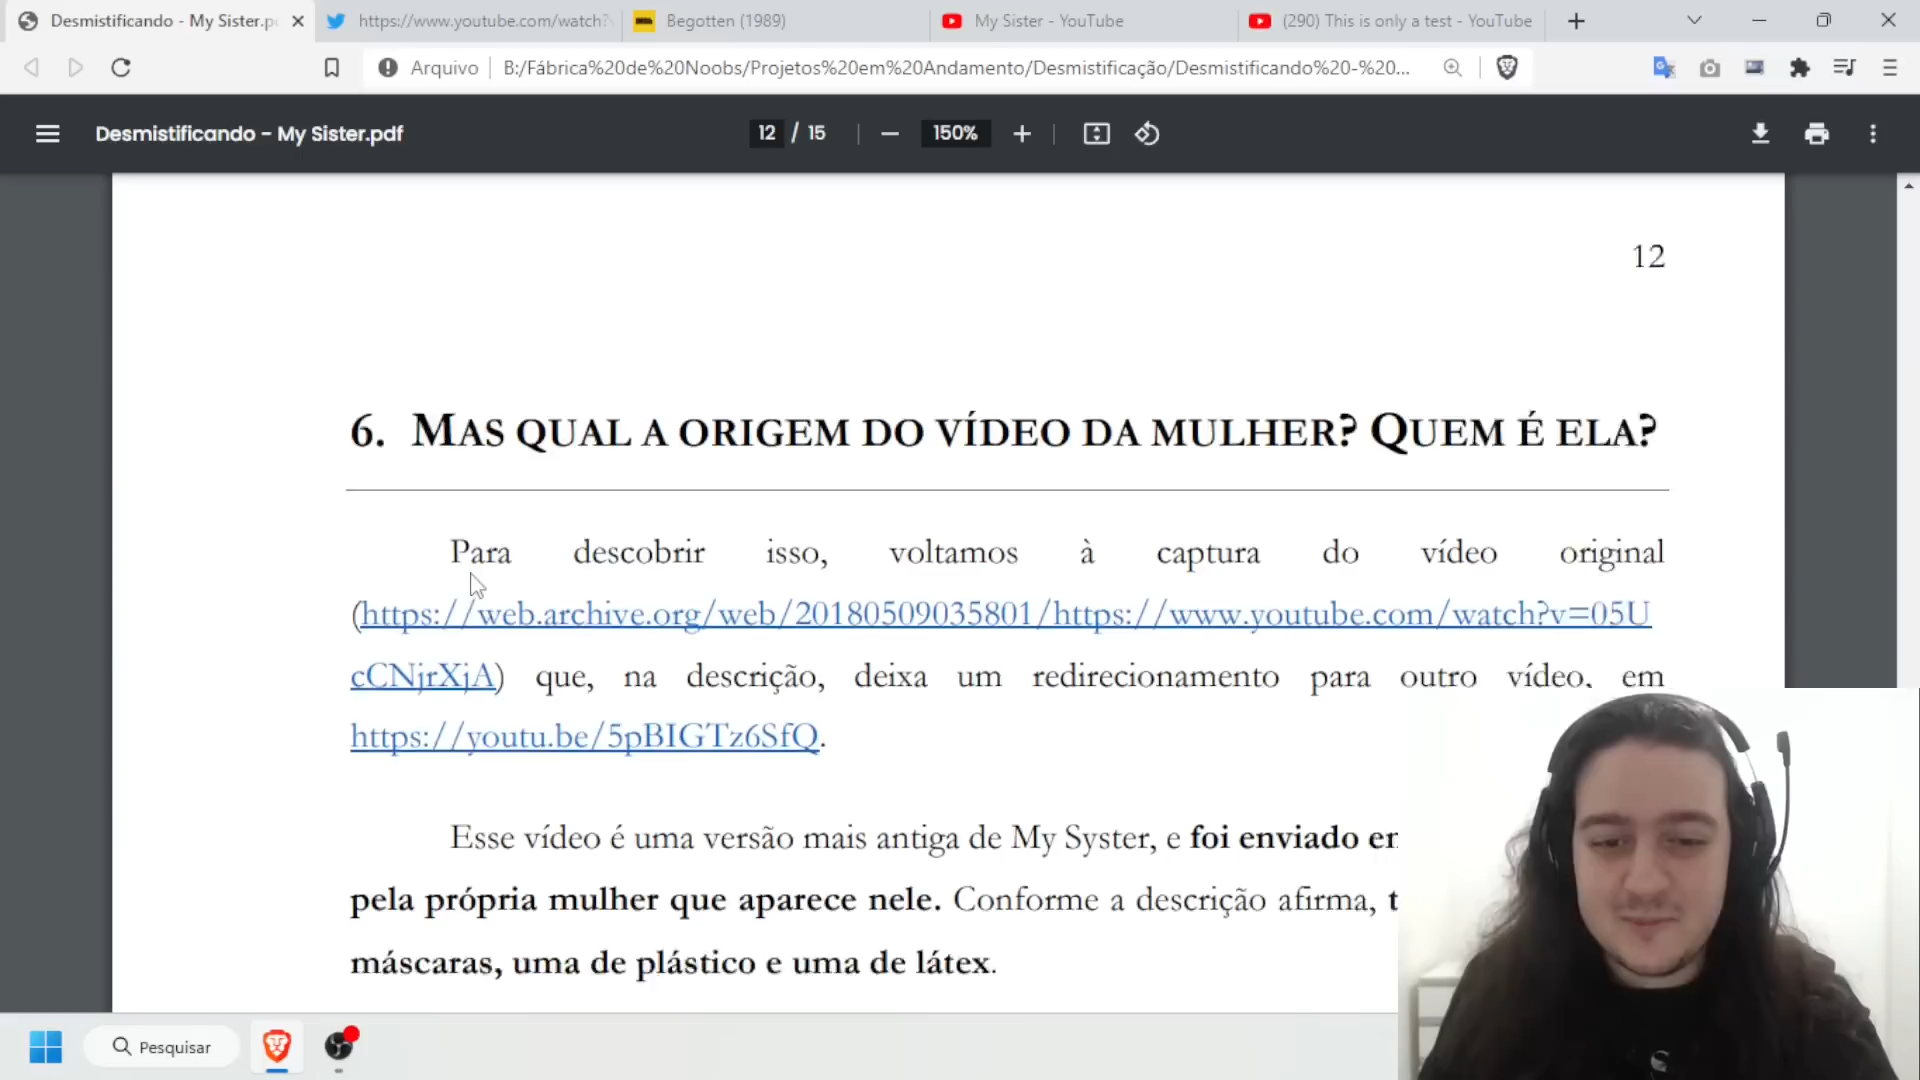 Desmistificando - My Sister.p
https://www.youtube.com/watch?
Begotten (1989)
My Sister - YouTube
(290) This is only a test - YouTube
Arquivo
B:/Fábrica%20de%20Noobs/Projetos%20em%20Andamento/Desmistificação/Desmistificando%20-%20...
Desmistificando - My Sister.pdf
12 / 15
150%
12
6. MAS QUAL A ORIGEM DO VÍDEO DA MULHER? QUEM É ELA?
Para descobrir isso, voltamos à captura do vídeo original
(https://web.archive.org/web/20180509035801/https://www.youtube.com/watch?v=05U
cCNjrXjA) que, na descrição, deixa um redirecionamento para outro vídeo, em
https://youtu.be/5pBIGTz6SfQ.
Esse vídeo é uma versão mais antiga de My Syster, e foi enviado
pela própria mulher que aparece nele. Conforme a descrição afirma,
máscaras, uma de plástico e uma de látex.
Pesquisar